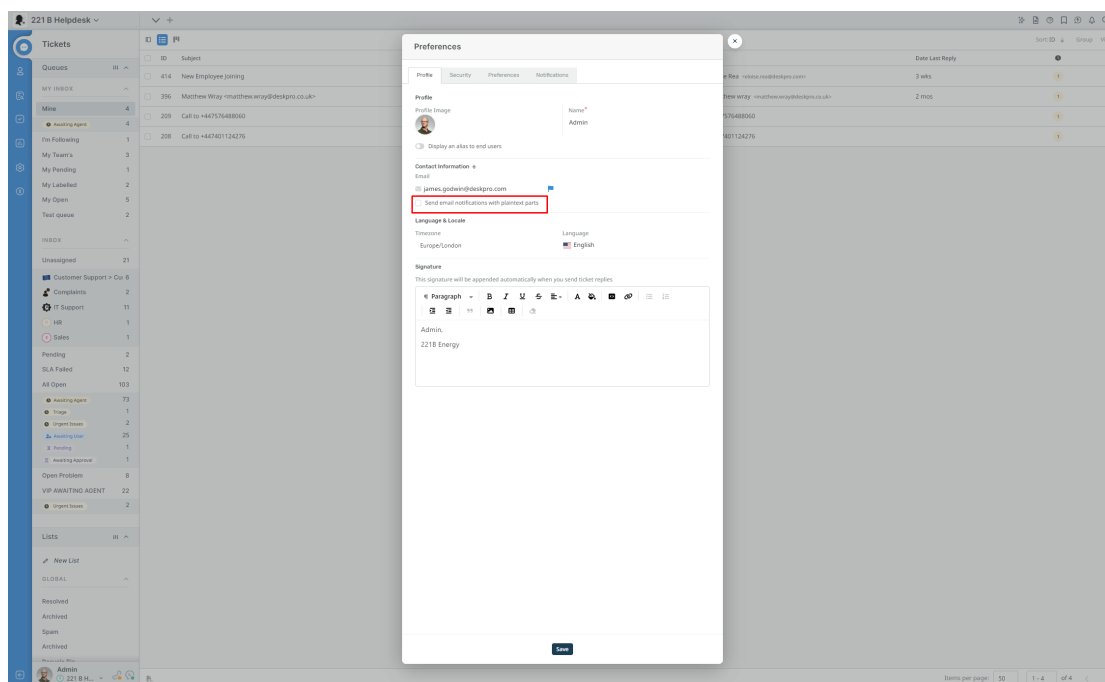 221 B Helpdesk
Tickets
Sort: ID
Group
ID
Subject
Date Last Reply
Queues
414
New Employee Joining
3 wks
1
MY INBOX
396
Matthew Wray <matthew.wray@deskpro.co.uk>
2 mos
1
Mine
4
209
Call to +447576488060
1
Awaiting Agent
4
208
Call to +447401124276
1
I'm Following
1
My Team's
3
My Pending
1
My Labelled
2
My Open
5
Test queue
2
INBOX
Unassigned
21
Customer Support
6
Complaints
2
IT Support
11
HR
1
Sales
1
Pending
2
SLA Failed
12
All Open
103
Awaiting Agent
73
Triage
1
Urgent Issues
2
Awaiting User
25
Pending
1
Awaiting Approval
1
Open Problem
8
VIP AWAITING AGENT
22
Urgent Issues
2
Lists
New List
GLOBAL
Resolved
Archived
Spam
Archived
Admin
221 B H...
Preferences
Profile
Security
Preferences
Notifications
Profile
Profile Image
Name*
Admin
Display an alias to end users
Contact Information +
Email
james.godwin@deskpro.com
Send email notifications with plaintext parts
Language & Locale
Timezone
Language
Europe/London
English
Signature
This signature will be appended automatically when you send ticket replies.
Paragraph
Admin,
221B Energy
Save
Items per page: 50
1 - 4 of 4